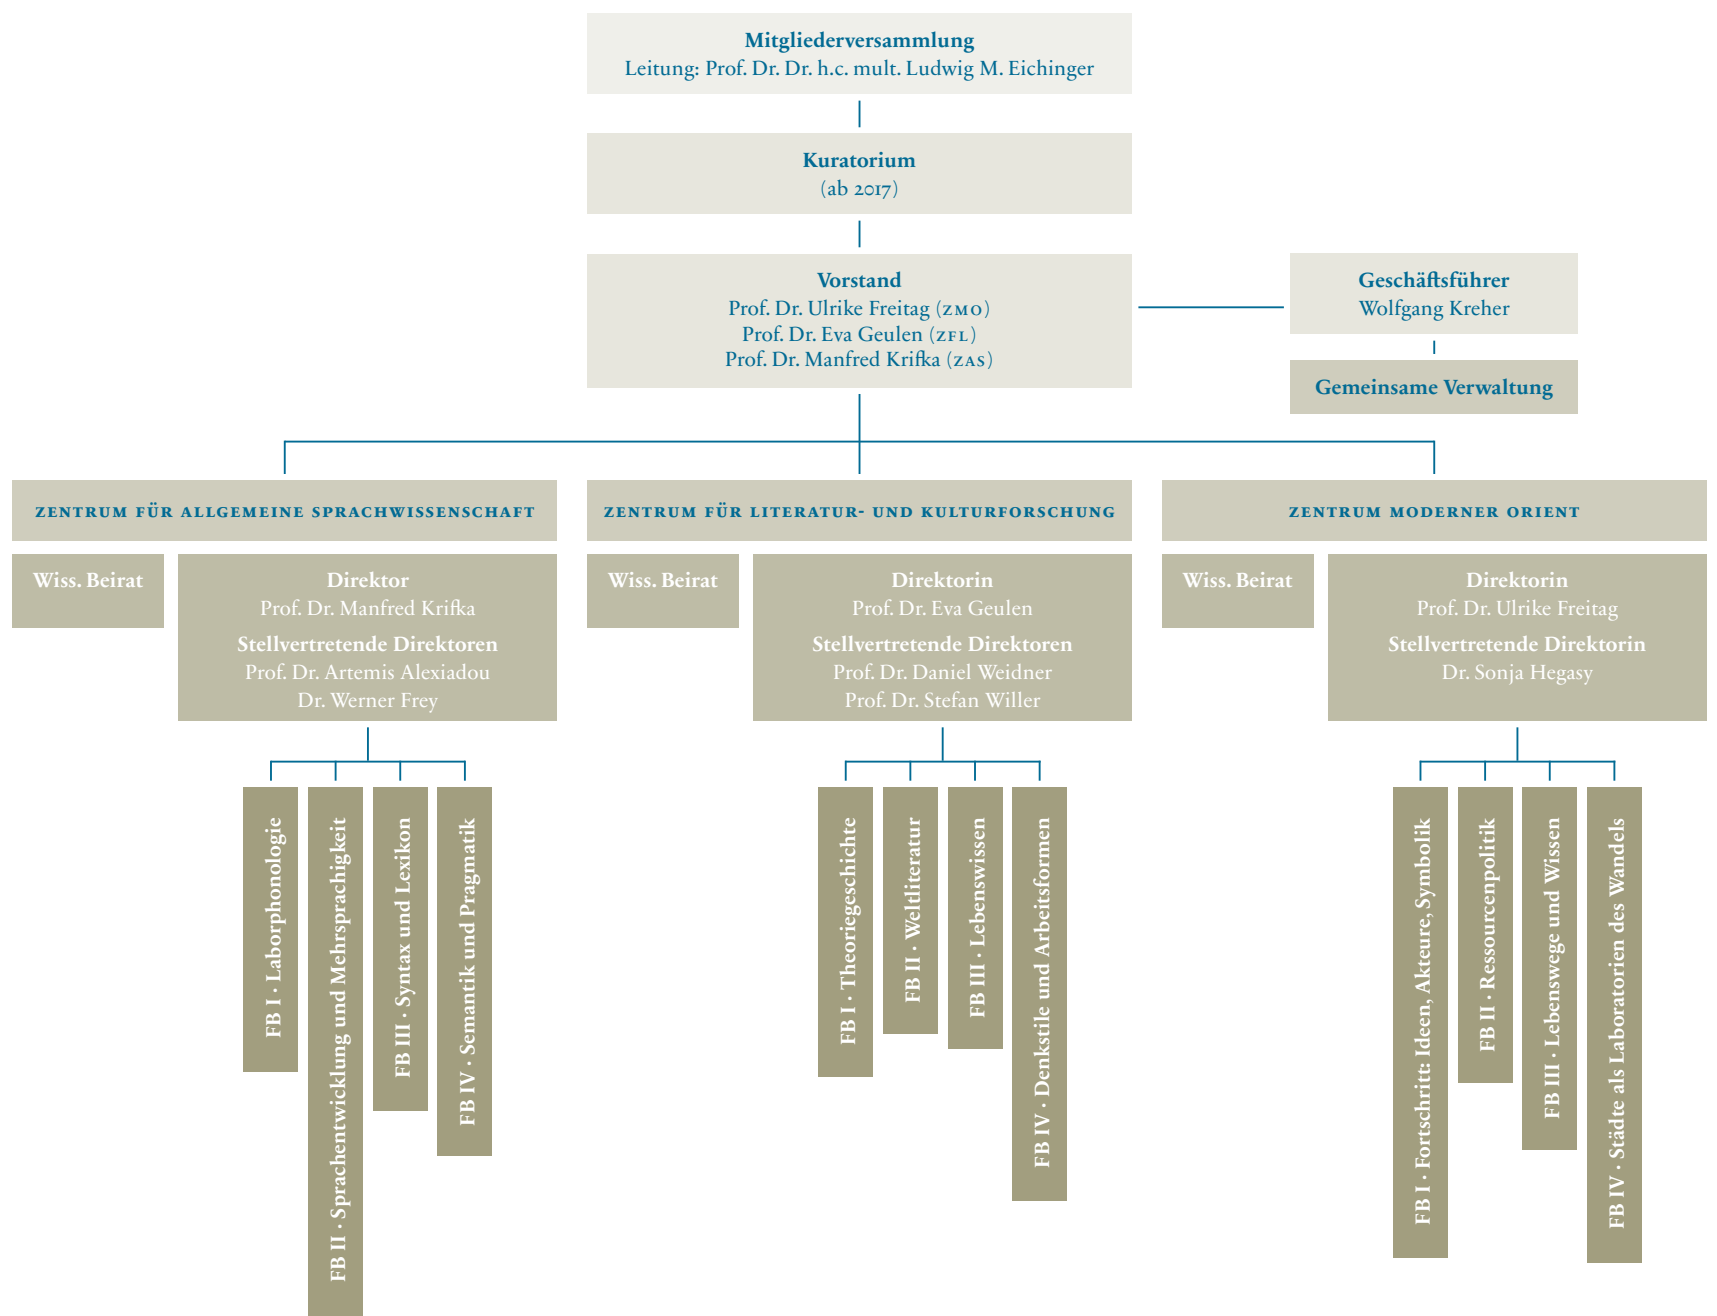 Mitgliederversammlung
Leitung: Prof. Dr. Dr. h.c. mult. Ludwig M. Eichinger
Kuratorium
(ab 2017)
Vorstand
Prof. Dr. Ulrike Freitag (ZMO)
Prof. Dr. Eva Geulen (ZFL)
Prof. Dr. Manfred Krifka (ZAS)
Geschäftsführer
Wolfgang Kreher
Gemeinsame Verwaltung
ZENTRUM FÜR ALLGEMEINE SPRACHWISSENSCHAFT
Wiss. Beirat
Direktor
Prof. Dr. Manfred Krifka
Stellvertretende Direktoren
Prof. Dr. Artemis Alexiadou
Dr. Werner Frey
FB I · Laborphonologie
FB II · Sprachentwicklung und Mehrsprachigkeit
FB III · Syntax und Lexikon
FB IV · Semantik und Pragmatik
ZENTRUM FÜR LITERATUR- UND KULTURFORSCHUNG
Wiss. Beirat
Direktorin
Prof. Dr. Eva Geulen
Stellvertretende Direktoren
Prof. Dr. Daniel Weidner
Prof. Dr. Stefan Willer
FB I · Theoriegeschichte
FB II · Weltliteratur
FB III · Lebenswissen
FB IV · Denkstile und Arbeitsformen
ZENTRUM MODERNER ORIENT
Wiss. Beirat
Direktorin
Prof. Dr. Ulrike Freitag
Stellvertretende Direktorin
Dr. Sonja Hegasy
FB I · Fortschritt: Ideen, Akteure, Symbolik
FB II · Ressourcenpolitik
FB III · Lebenswege und Wissen
FB IV · Städte als Laboratorien des Wandels